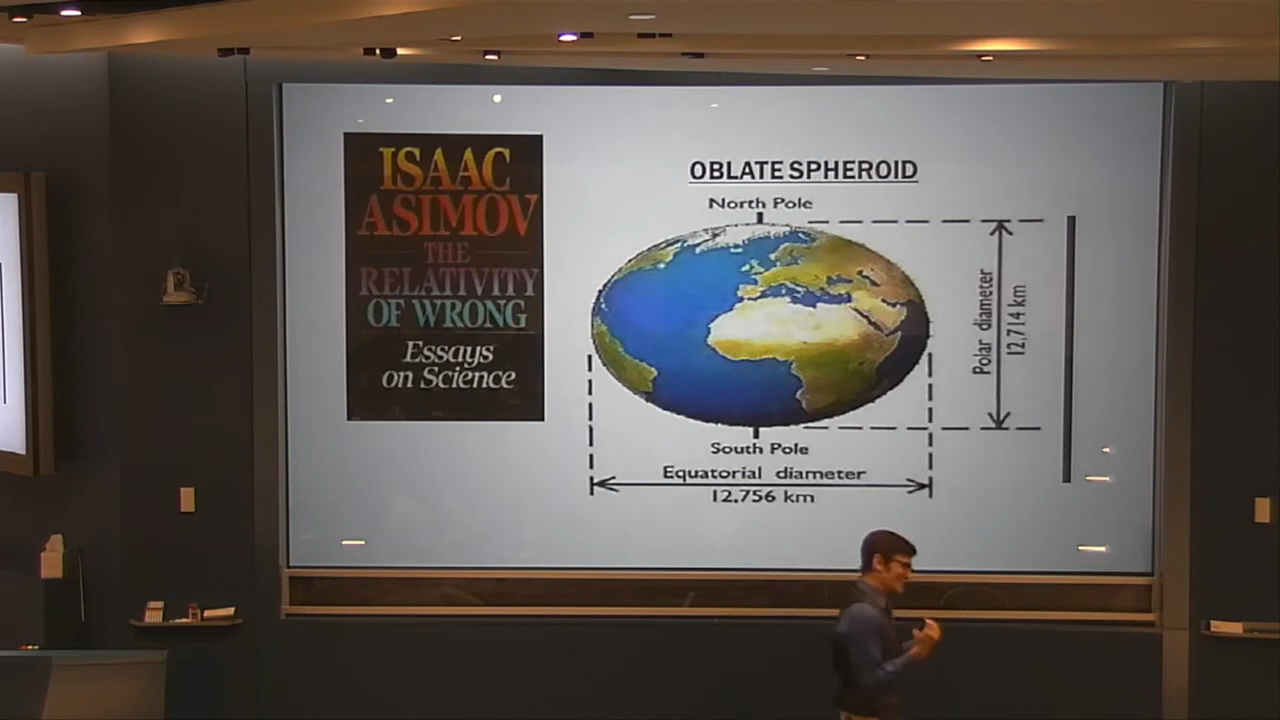 ISAAC
ASIMOV
THE
RELATIVITY
OF WRONG
Essays
on Science
OBLATE SPHEROID
North Pole
Polar diameter
12,714 km
South Pole
Equatorial diameter
12,756 km